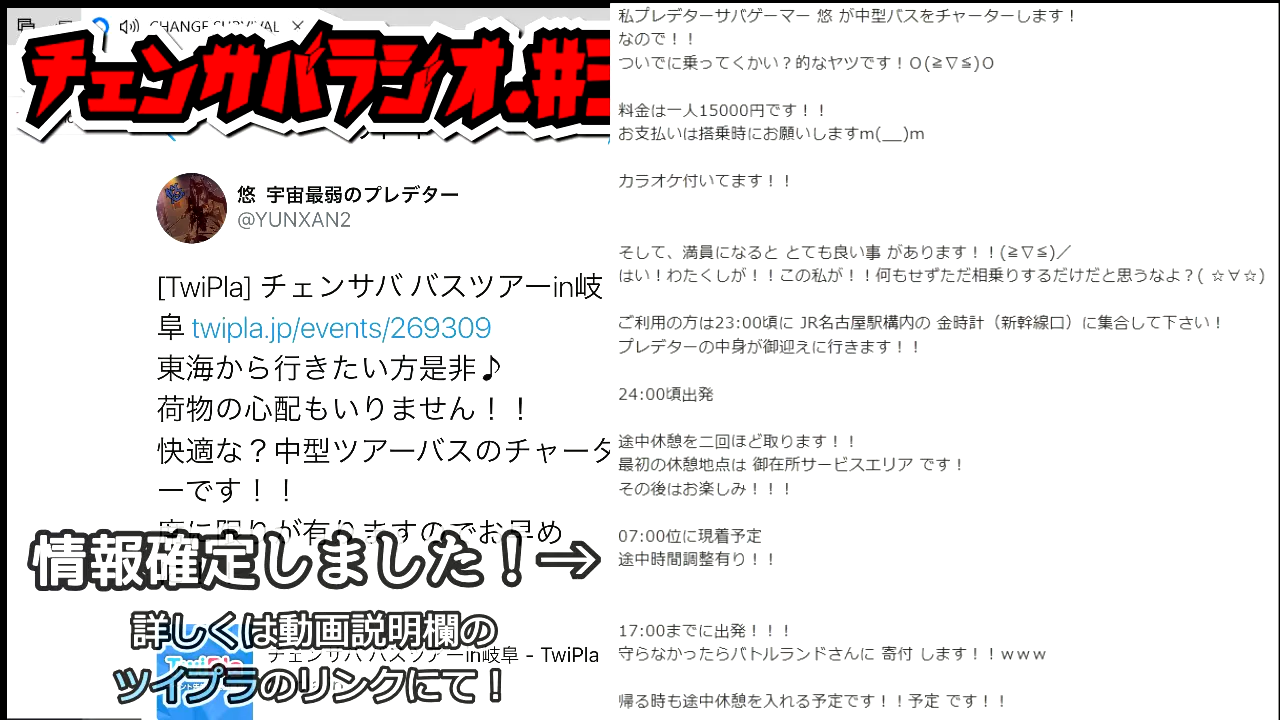 CHANGE SURVIVAL
チェンサバラジオ.#3
悠 宇宙最弱のプレデター
@YUNXAN2
[TwiPla] チェンサバ バスツアーin岐
阜 twipla.jp/events/269309
東海から行きたい方是非♪
荷物の心配もいりません！！
快適な？中型ツアーバスのチャータ
ーです！！
席に限りが有りますのでお早め
情報確定しました！→
詳しくは動画説明欄の
ツイプラのリンクにて！
TwiPla
チェンサバ バスツアーin岐阜 - TwiPla
私プレデターサバゲーマー 悠 が中型バスをチャーターします！
なので！！
ついでに乗ってくかい？的なヤツです！Ｏ(≧∇≦)Ｏ
料金は一人15000円です！！
お支払いは搭乗時にお願いしますm(__)m
カラオケ付いてます！！
そして、満員になると とても良い事 があります！！(≧∇≦)／
はい！わたくしが！！この私が！！何もせずただ相乗りするだけだと思うなよ？( ☆∀☆)
ご利用の方は23:00頃に JR名古屋駅構内の 金時計（新幹線口）に集合して下さい！
プレデターの中身が御迎えに行きます！！
24:00頃出発
途中休憩を二回ほど取ります！！
最初の休憩地点は 御在所サービスエリア です！
その後はお楽しみ！！！
07:00位に現着予定
途中時間調整有り！！
17:00までに出発！！！
守らなかったらバトルランドさんに 寄付 します！！ｗｗｗ
帰る時も途中休憩を入れる予定です！！予定 です！！